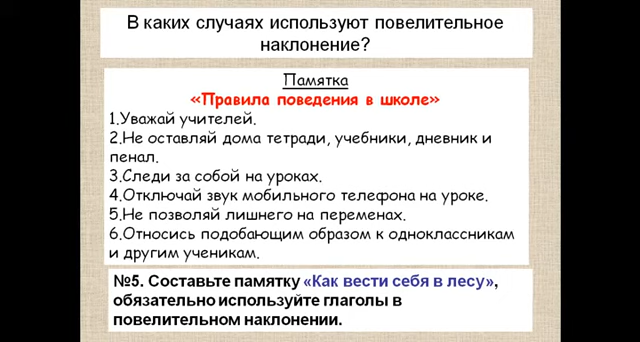 В каких случаях используют повелительное
наклонение?
Памятка
«Правила поведения в школе»
1.Уважай учителей.
2.Не оставляй дома тетради, учебники, дневник и
пенал.
3.Следи за собой на уроках.
4.Отключай звук мобильного телефона на уроке.
5.Не позволяй лишнего на переменах.
6.Относись подобающим образом к одноклассникам
и другим ученикам.
№5. Составьте памятку «Как вести себя в лесу»,
обязательно используйте глаголы в
повелительном наклонении.